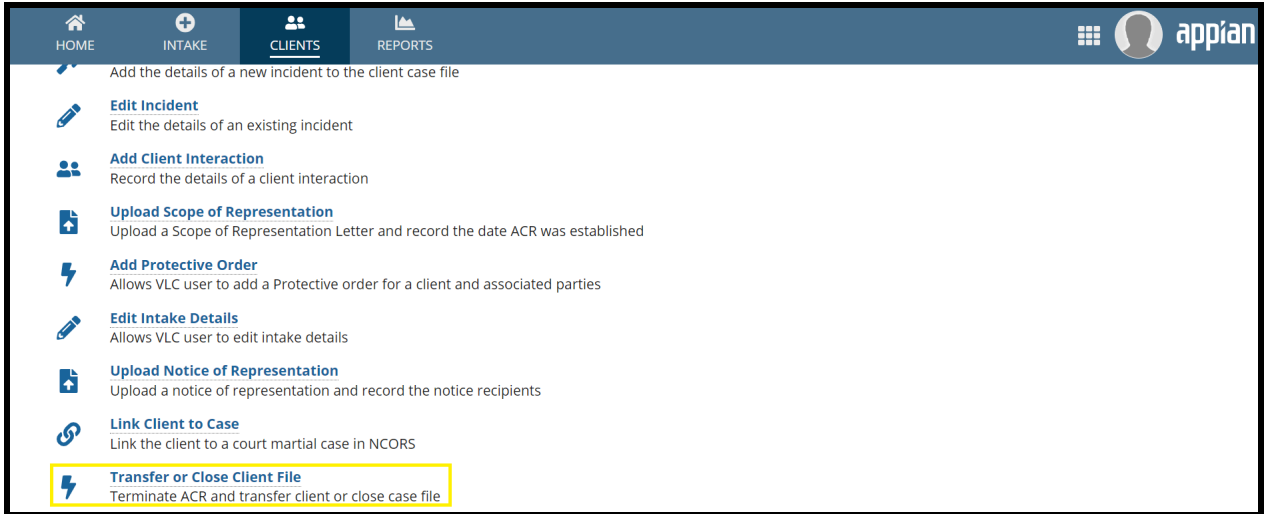 HOME
INTAKE
CLIENTS
REPORTS
appian
Add the details of a new incident to the client case file
Edit Incident
Edit the details of an existing incident
Add Client Interaction
Record the details of a client interaction
Upload Scope of Representation
Upload a Scope of Representation Letter and record the date ACR was established
Add Protective Order
Allows VLC user to add a Protective order for a client and associated parties
Edit Intake Details
Allows VLC user to edit intake details
Upload Notice of Representation
Upload a notice of representation and record the notice recipients
Link Client to Case
Link the client to a court martial case in NCORS
Transfer or Close Client File
Terminate ACR and transfer client or close case file